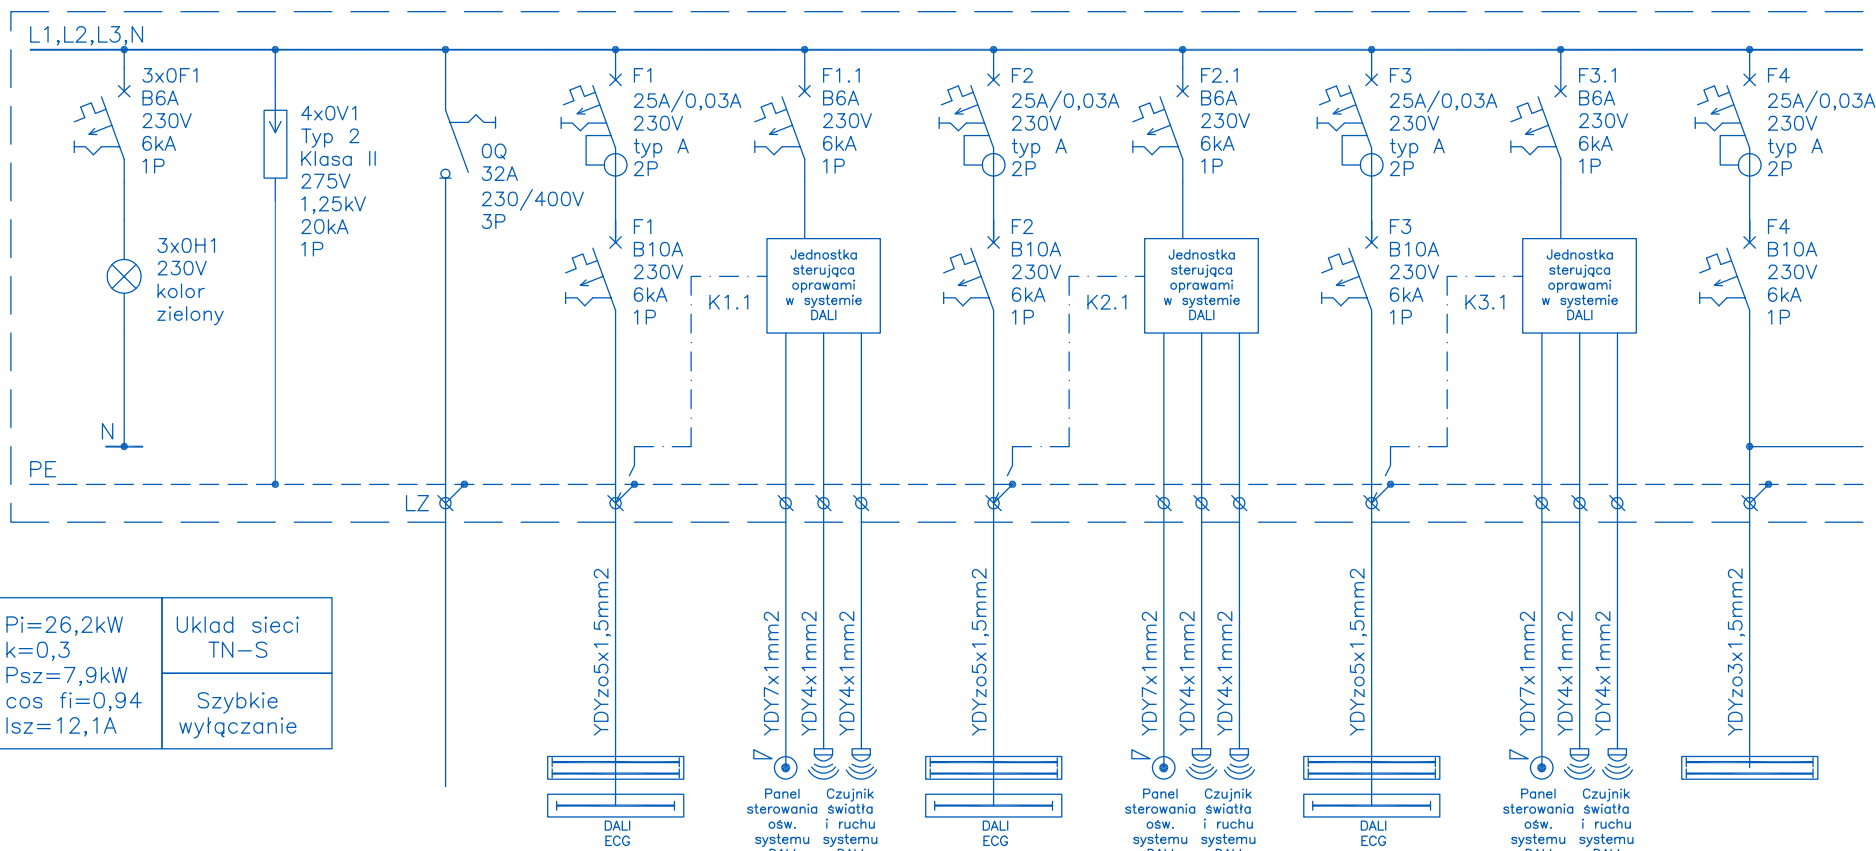 L1,L2,L3,N
3x0F1
B6A
230V
6kA
1P
3x0H1
230V
kolor
zielony
N
PE
4x0V1
Typ 2
Klasa II
275V
1,25kV
20kA
1P
0Q
32A
230/400V
3P
LZ
F1
25A/0,03A
230V
typ A
2P
F1
B10A
230V
6kA
1P
F1.1
B6A
230V
6kA
1P
K1.1
Jednostka
sterująca
oprawami
w systemie
DALI
F2
25A/0,03A
230V
typ A
2P
F2
B10A
230V
6kA
1P
F2.1
B6A
230V
6kA
1P
K2.1
Jednostka
sterująca
oprawami
w systemie
DALI
F3
25A/0,03A
230V
typ A
2P
F3
B10A
230V
6kA
1P
F3.1
B6A
230V
6kA
1P
K3.1
Jednostka
sterująca
oprawami
w systemie
DALI
F4
25A/0,03A
230V
typ A
2P
F4
B10A
230V
6kA
1P
Pi=26,2kW
k=0,3
Psz=7,9kW
cos fi=0,94
Isz=12,1A
Uklad sieci
TN-S
Szybkie
wyłączanie
YDYzo5x1,5mm2
YDY7x1mm2
YDY4x1mm2
YDY4x1mm2
YDYzo5x1,5mm2
YDY7x1mm2
YDY4x1mm2
YDY4x1mm2
YDYzo5x1,5mm2
YDY7x1mm2
YDY4x1mm2
YDY4x1mm2
YDYzo3x1,5mm2
DALI
ECG
Panel
sterowania
ośw.
systemu
Czujnik
światła
i ruchu
systemu
DALI
ECG
Panel
sterowania
ośw.
systemu
Czujnik
światła
i ruchu
systemu
DALI
ECG
Panel
sterowania
ośw.
systemu
Czujnik
światła
i ruchu
systemu